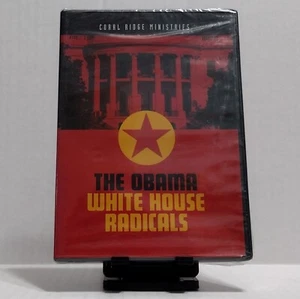 CORAL RIDGE MINISTRIES
THE OBAMA
WHITE HOUSE
RADICALS